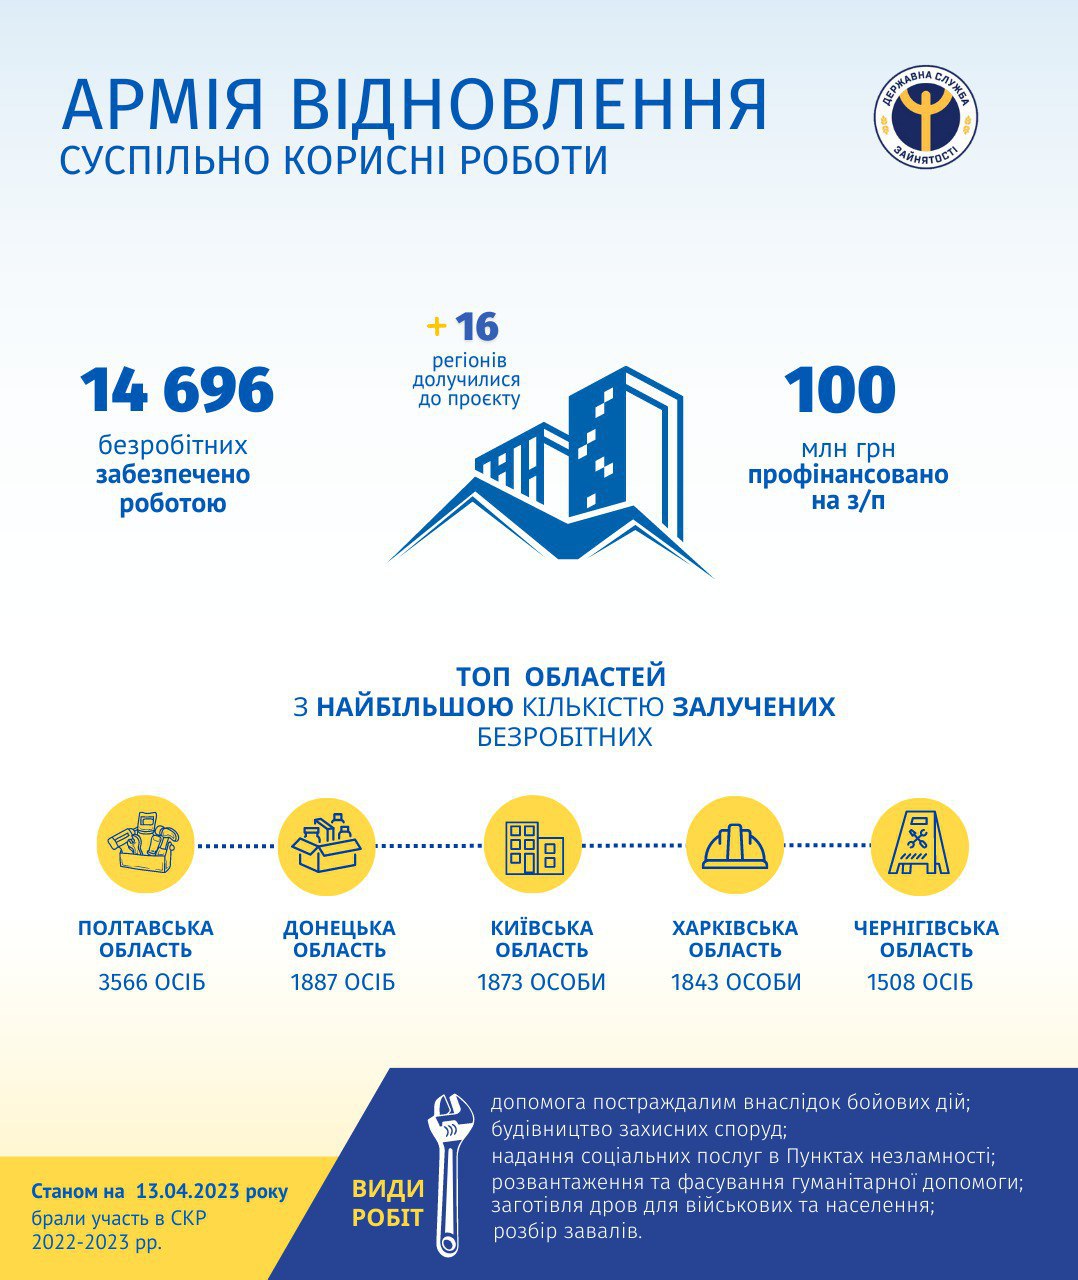 АРМІЯ ВІДНОВЛЕННЯ
СУСПІЛЬНО КОРИСНІ РОБОТИ
ДЕРЖАВНА СЛУЖБА
ЗАЙНЯТОСТІ
+ 16
регіонів
долучилися
до проєкту
14 696
безробітних
забезпечено
роботою
100
млн грн
профінансовано
на з/п
ТОП ОБЛАСТЕЙ
З НАЙБІЛЬШОЮ КІЛЬКІСТЮ ЗАЛУЧЕНИХ
БЕЗРОБІТНИХ
ПОЛТАВСЬКА
ОБЛАСТЬ
3566 ОСІБ
ДОНЕЦЬКА
ОБЛАСТЬ
1887 ОСІБ
КИЇВСЬКА
ОБЛАСТЬ
1873 ОСОБИ
ХАРКІВСЬКА
ОБЛАСТЬ
1843 ОСОБИ
ЧЕРНІГІВСЬКА
ОБЛАСТЬ
1508 ОСІБ
Станом на 13.04.2023 року
брали участь в СКР
2022-2023 рр.
ВИДИ
РОБІТ
допомога постраждалим внаслідок бойових дій;
будівництво захисних споруд;
надання соціальних послуг в Пунктах незламності;
розвантаження та фасування гуманітарної допомоги;
заготівля дров для військових та населення;
розбір завалів.